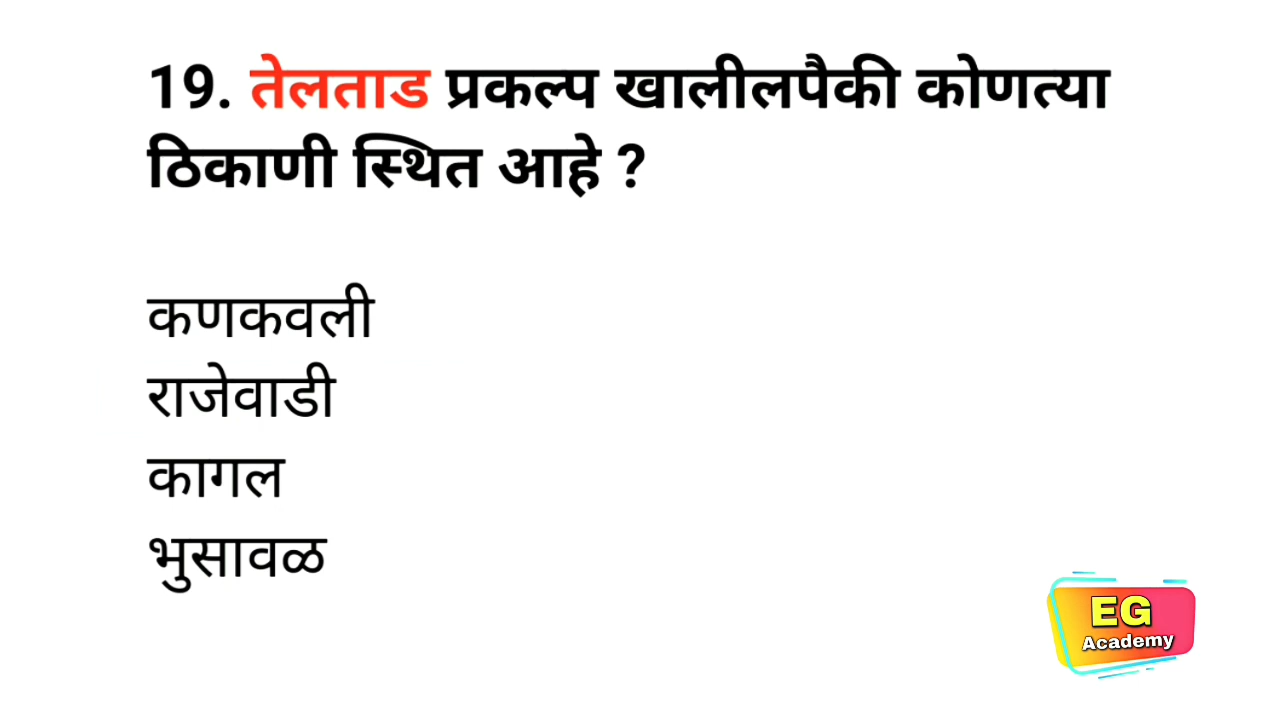 19. तेलताड प्रकल्प खालीलपैकी कोणत्या
ठिकाणी स्थित आहे ?
कणकवली
राजेवाडी
कागल
भुसावळ
EG
Academy